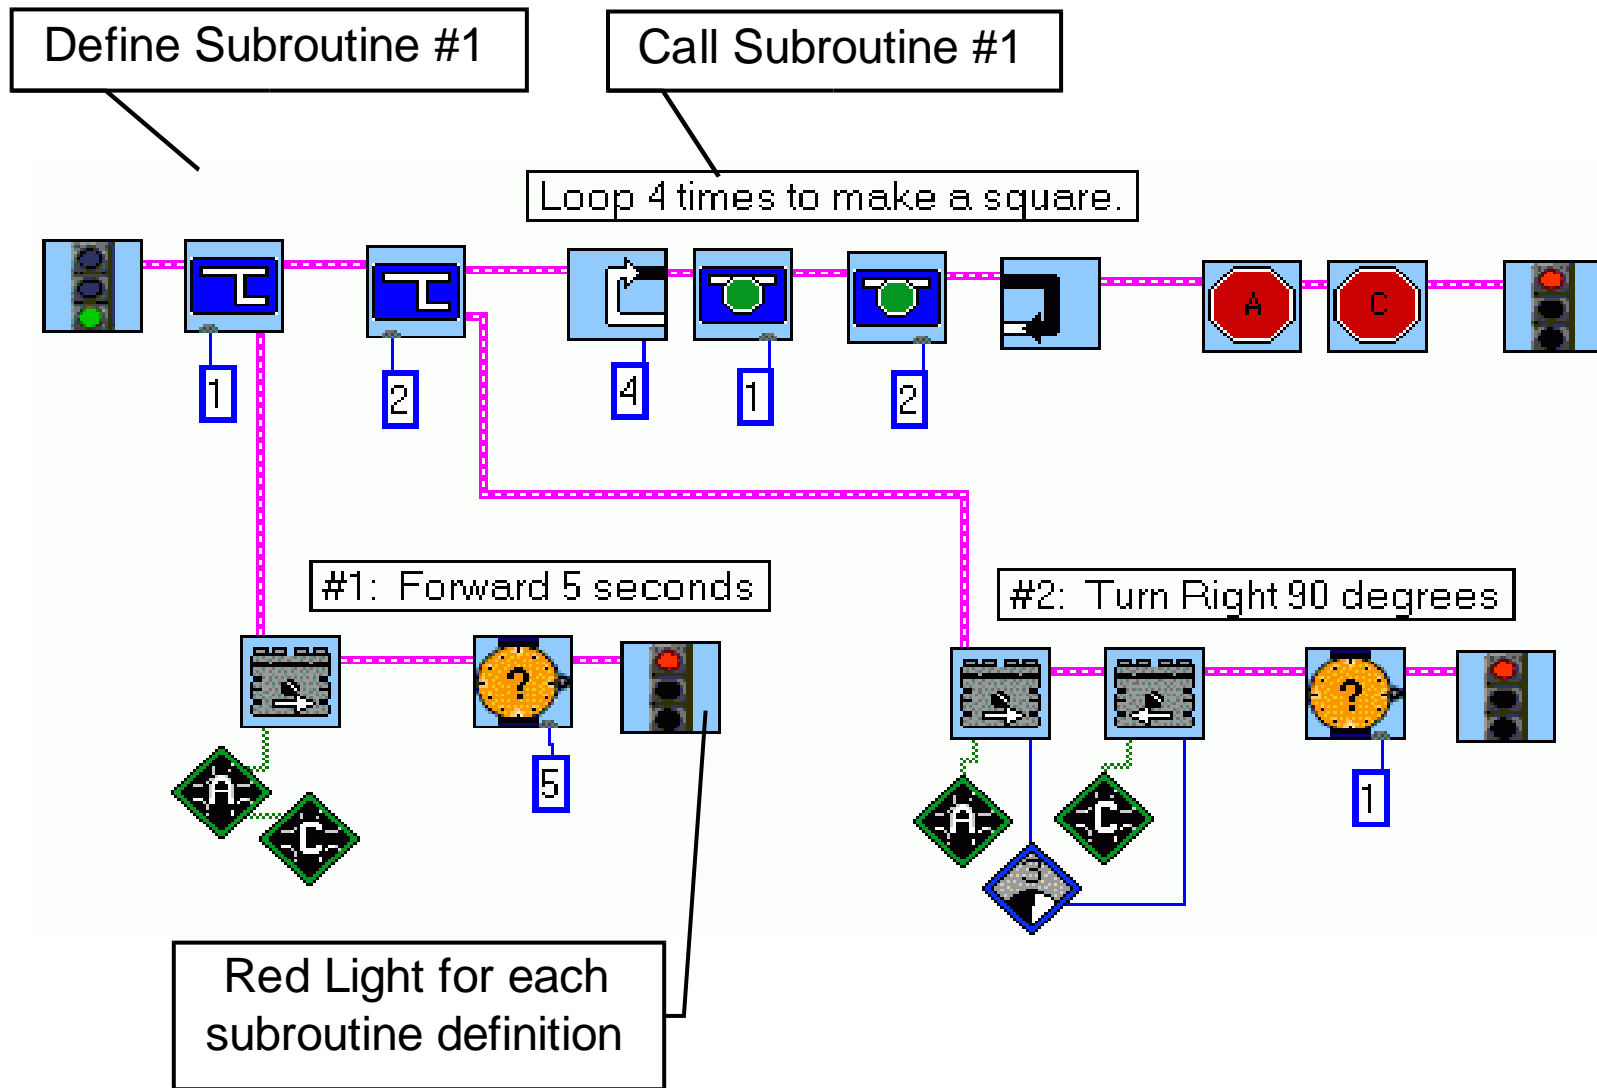 Define Subroutine #1
Call Subroutine #1
Loop 4 times to make a square.
A
C
1
2
4
1
2
#1: Forward 5 seconds
#2: Turn Right 90 degrees
?
?
A
C
5
A
C
3
1
Red Light for each
subroutine definition